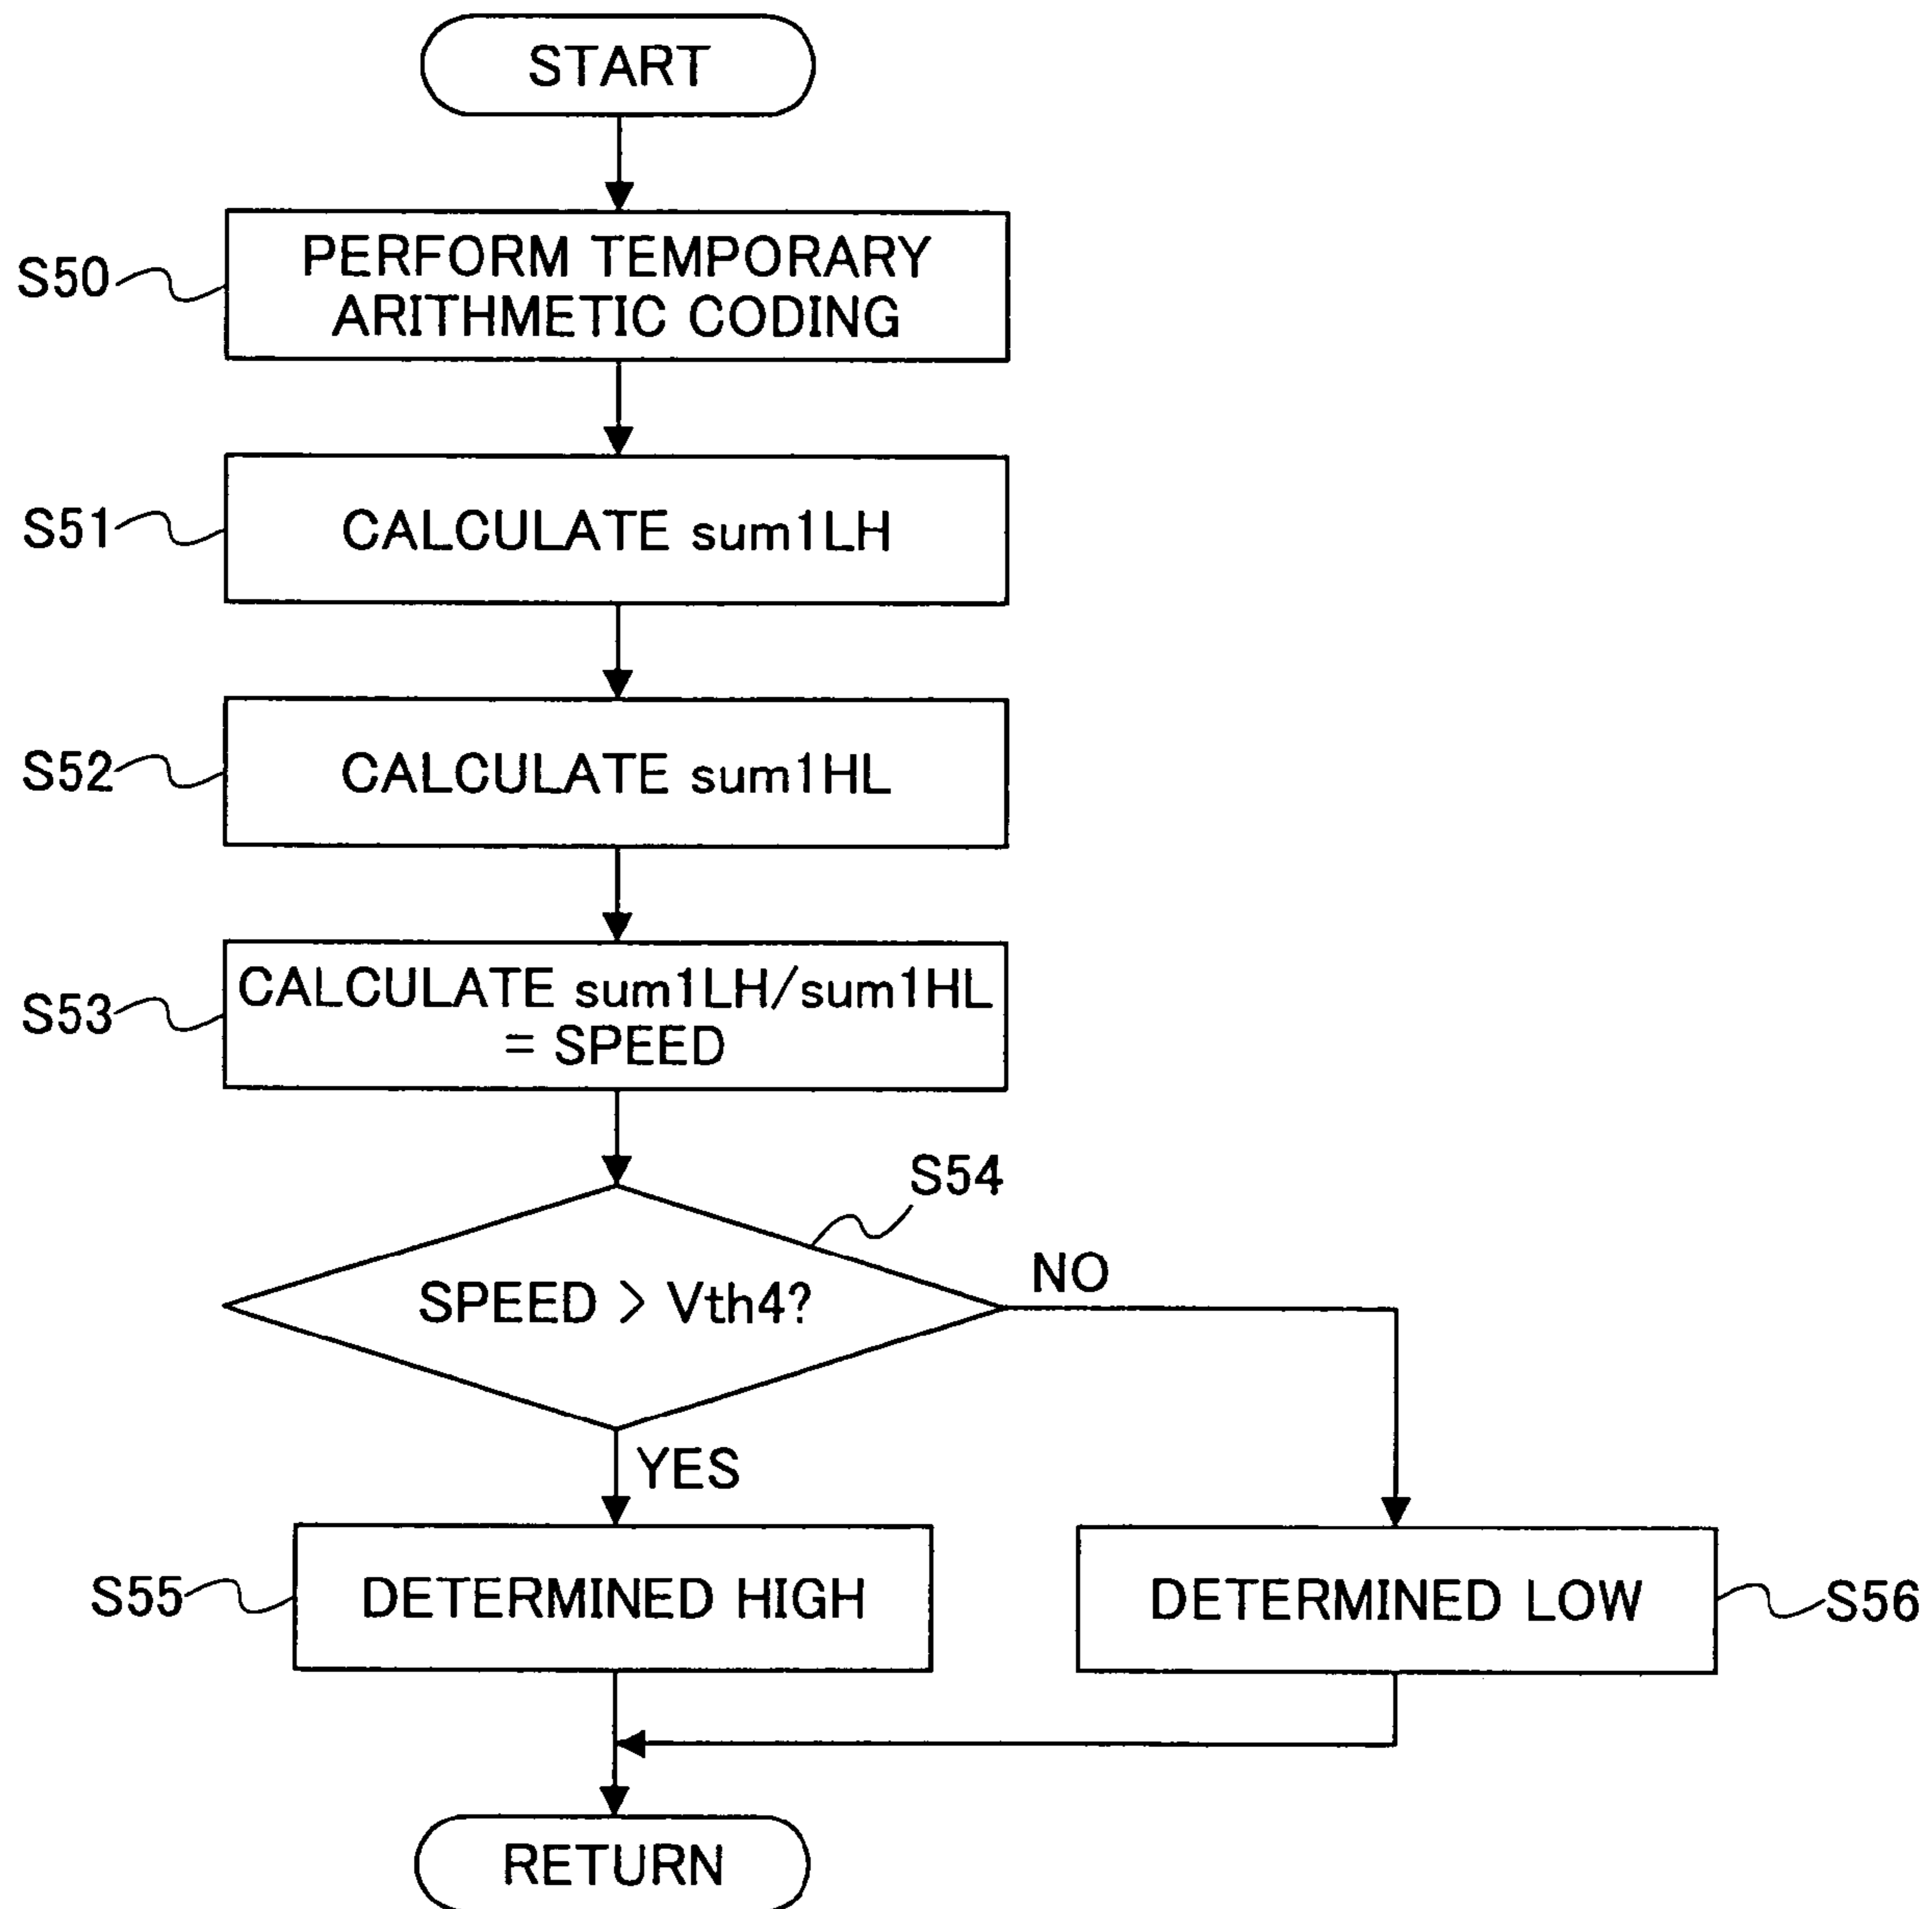 START
S50
PERFORM TEMPORARY
ARITHMETIC CODING
S51
CALCULATE sum1LH
S52
CALCULATE sum1HL
S53
CALCULATE sum1LH/sum1HL
= SPEED
S54
SPEED > Vth4?
NO
YES
S55
DETERMINED HIGH
DETERMINED LOW
S56
RETURN